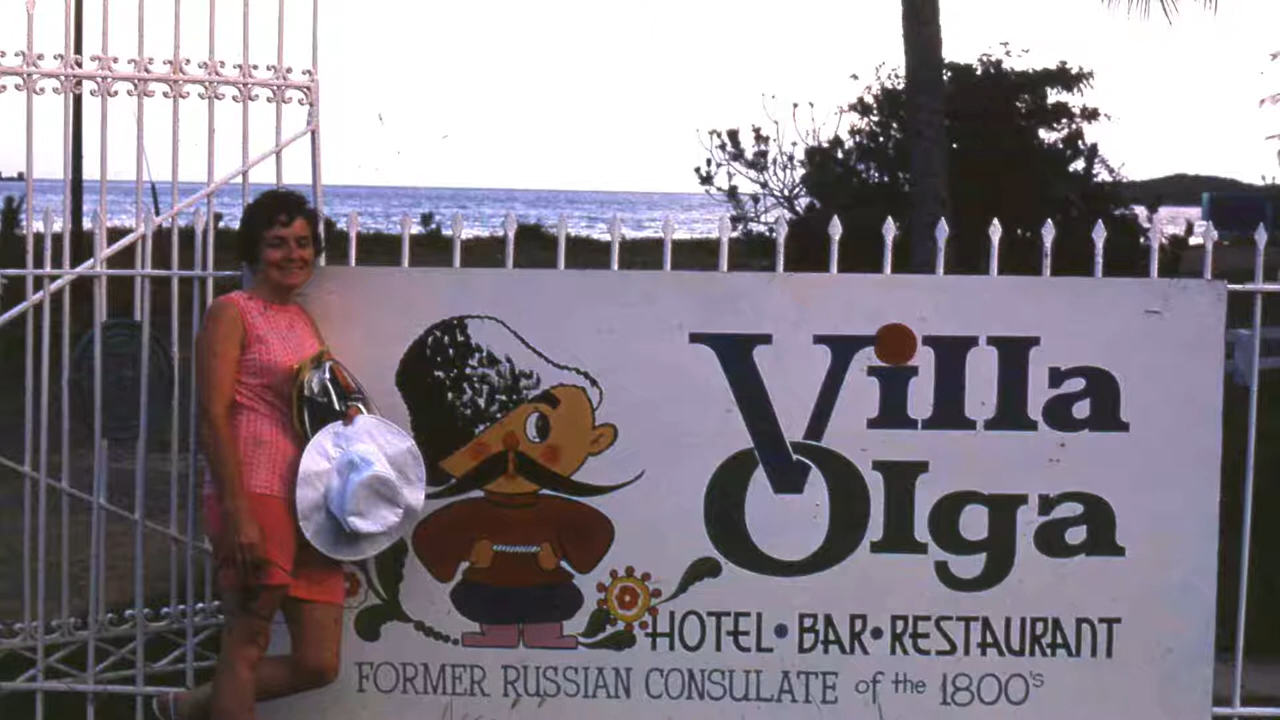 Villa
Olga
HOTEL • BAR • RESTAURANT
FORMER RUSSIAN CONSULATE of the 1800's